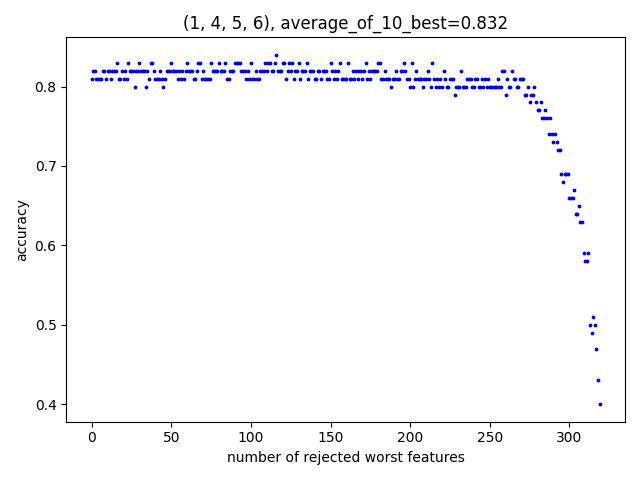 (1, 4, 5, 6), average_of_10_best=0.832
accuracy
0.8
0.7
0.6
0.5
0.4
0 50 100 150 200 250 300
number of rejected worst features